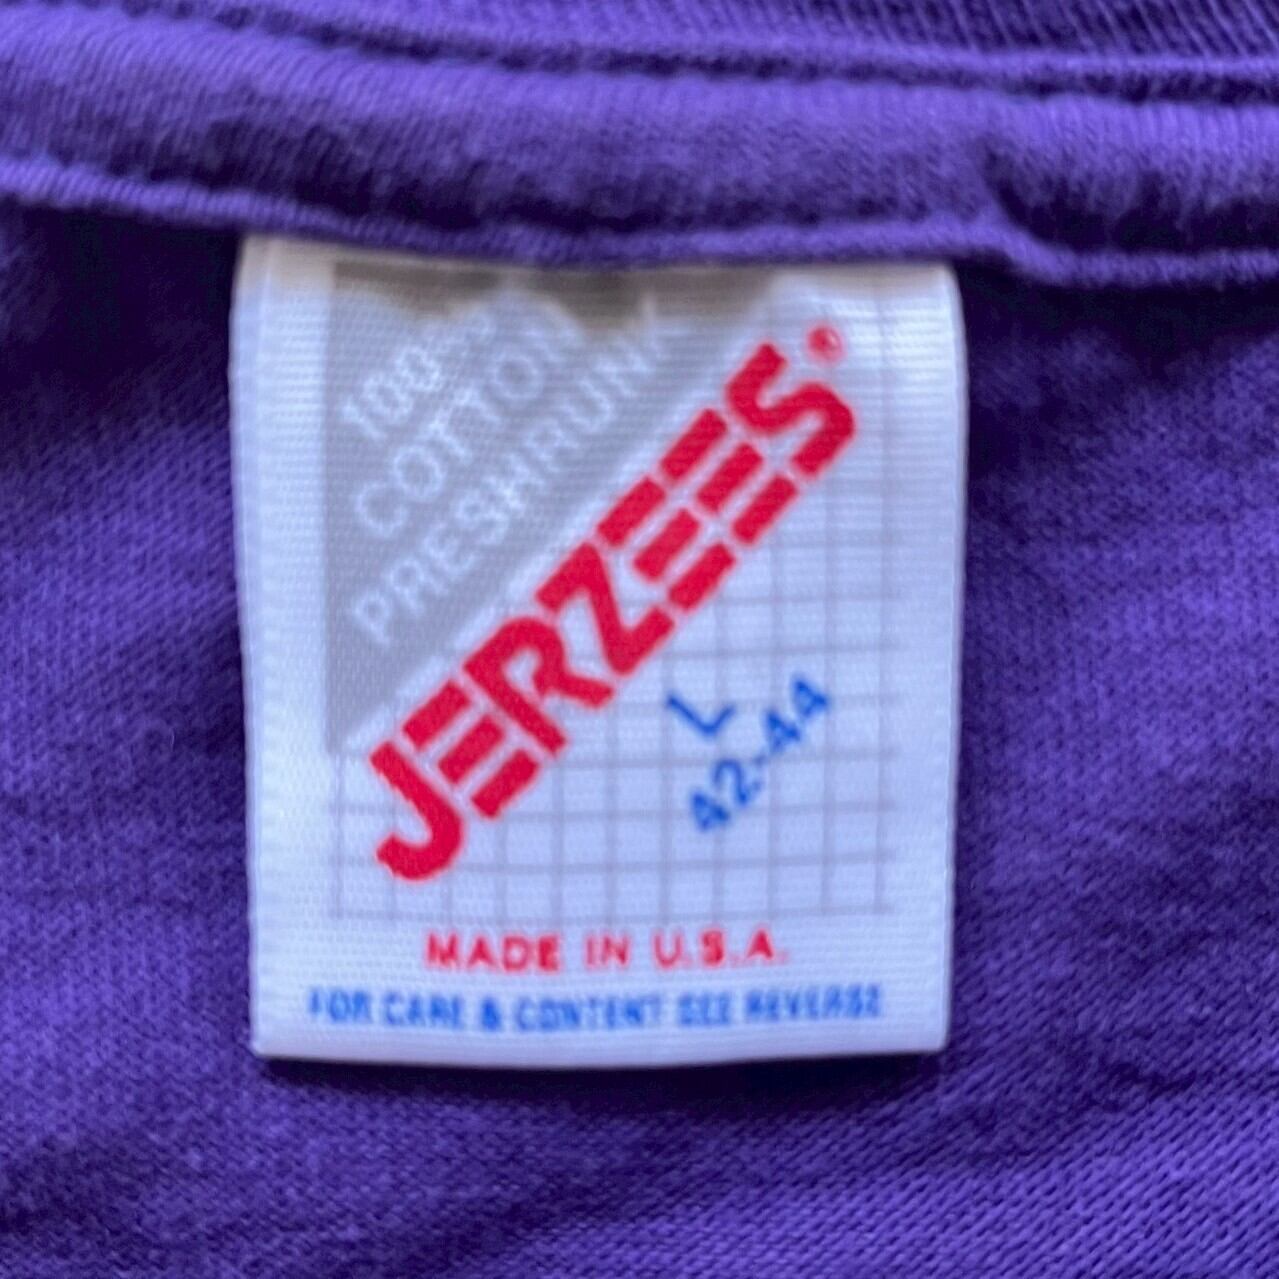 100%
COTTON
PRESHRUNK
JERZEES®
L
42-44
MADE IN U.S.A.
FOR CARE & CONTENT SEE REVERSE